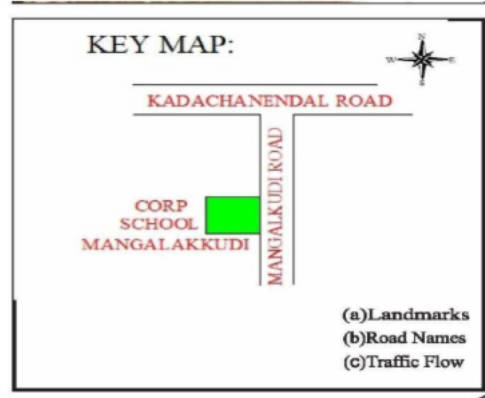 KEY MAP:
N
W E
S
KADACHANENDAL ROAD
MANGALKUDI ROAD
CORP
SCHOOL
MANGALAKKUDI
(a)Landmarks
(b)Road Names
(c)Traffic Flow